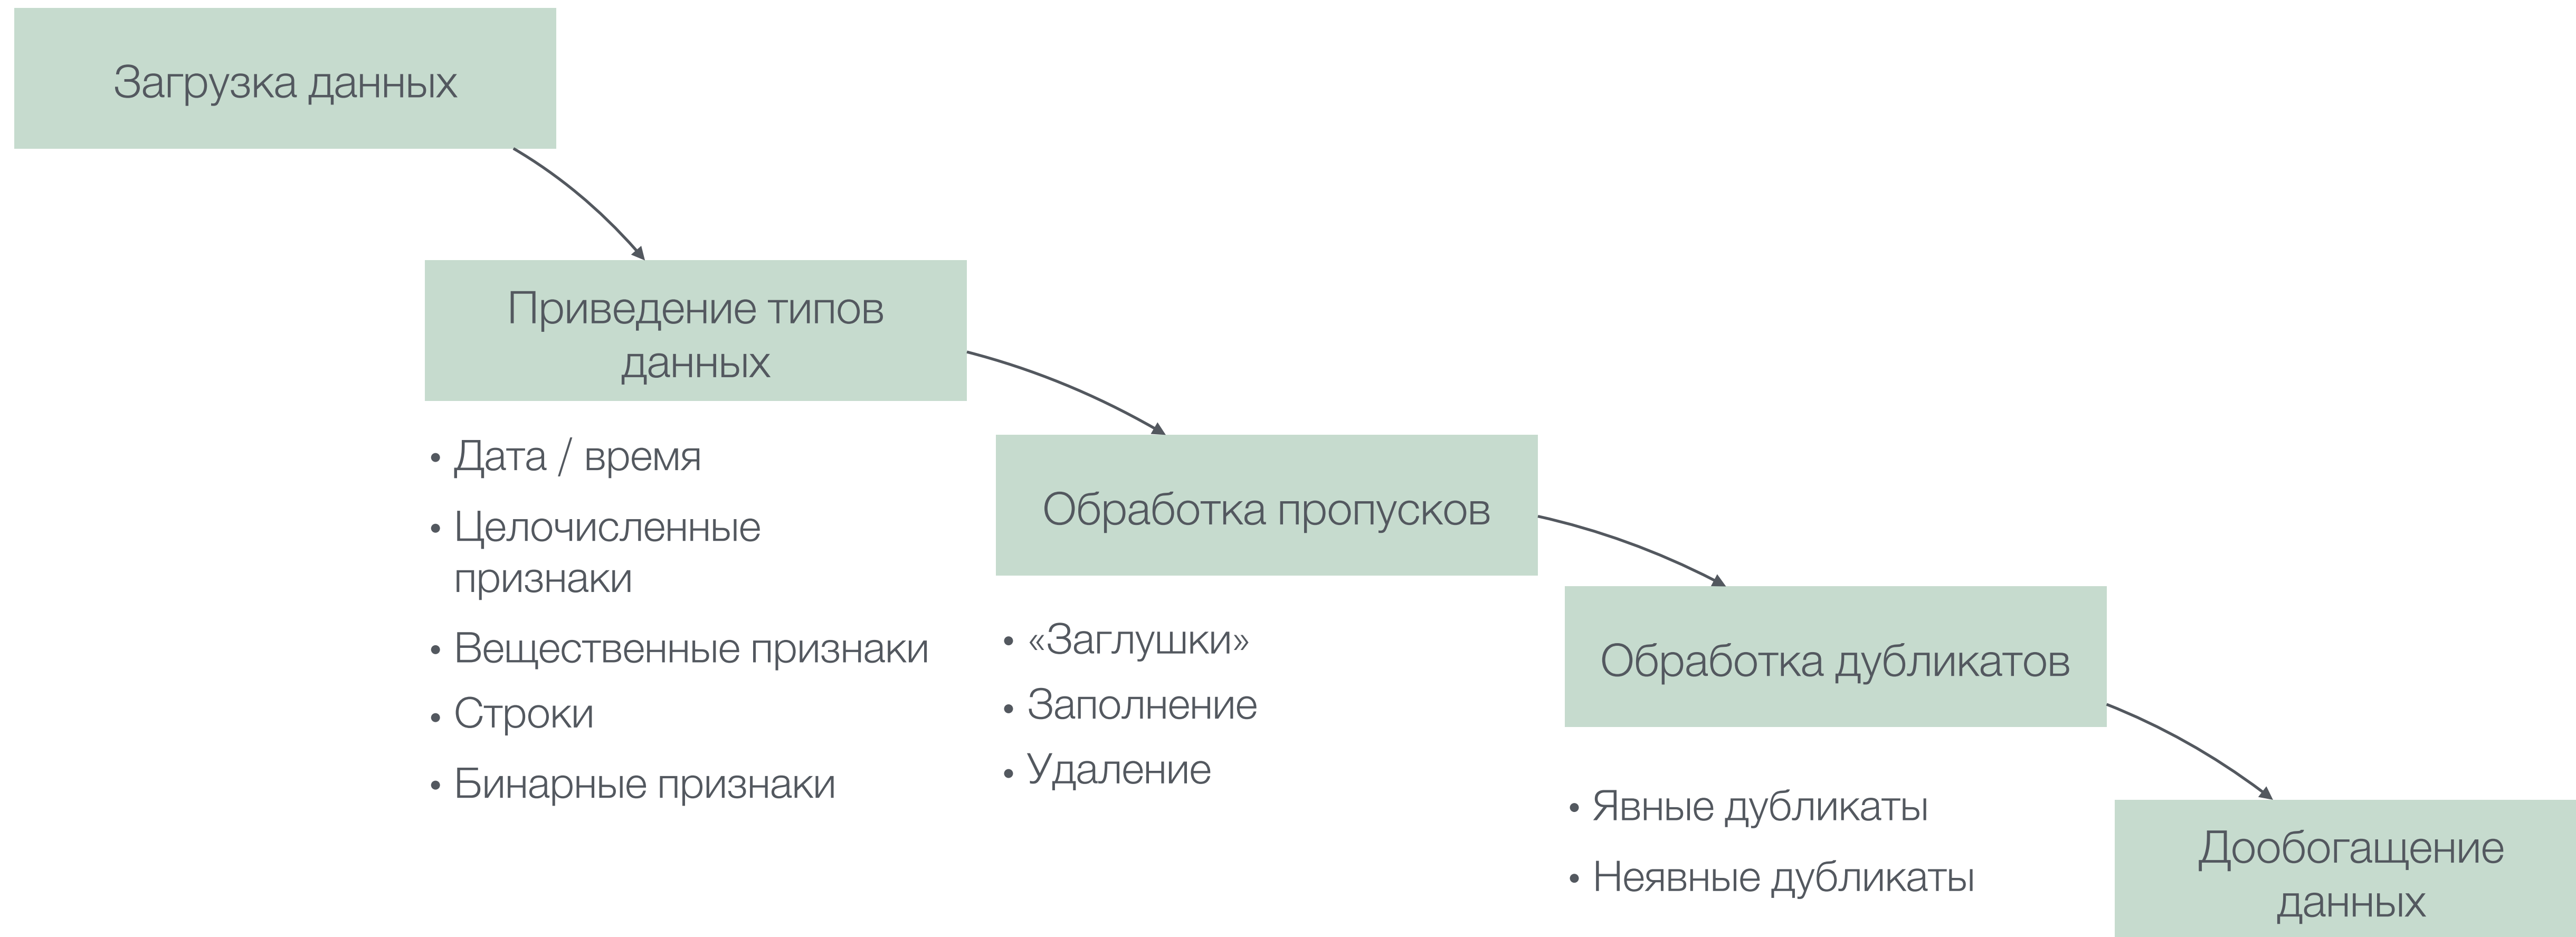 Загрузка данных
Приведение типов
данных
• Дата / время
• Целочисленные
признаки
• Вещественные признаки
• Строки
• Бинарные признаки
Обработка пропусков
• «Заглушки»
• Заполнение
• Удаление
Обработка дубликатов
• Явные дубликаты
• Неявные дубликаты
Дообогащение
данных